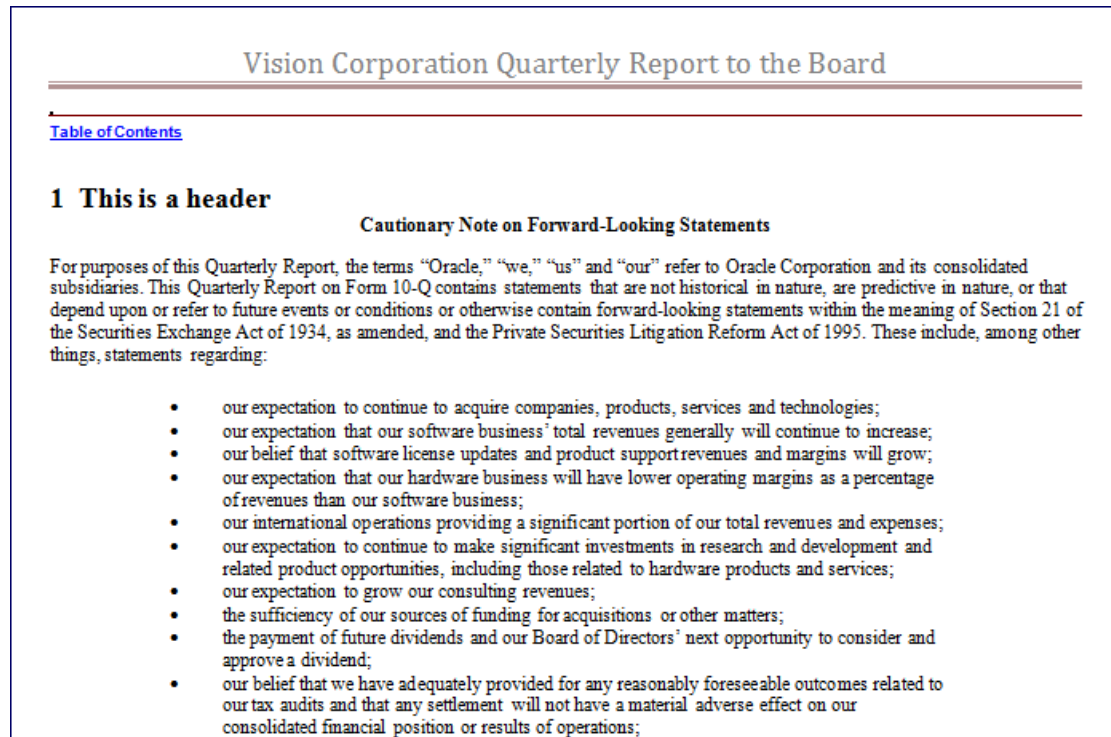 Vision Corporation Quarterly Report to the Board
Table of Contents
1 This is a header
Cautionary Note on Forward-Looking Statements
For purposes of this Quarterly Report, the terms “Oracle,” “we,” “us” and “our” refer to Oracle Corporation and its consolidated
subsidiaries. This Quarterly Report on Form 10-Q contains statements that are not historical in nature, are predictive in nature, or that
depend upon or refer to future events or conditions or otherwise contain forward-looking statements within the meaning of Section 21 of
the Securities Exchange Act of 1934, as amended, and the Private Securities Litigation Reform Act of 1995. These include, among other
things, statements regarding:
• our expectation to continue to acquire companies, products, services and technologies;
• our expectation that our software business’ total revenues generally will continue to increase;
• our belief that software license updates and product support revenues and margins will grow;
• our expectation that our hardware business will have lower operating margins as a percentage
of revenues than our software business;
• our international operations providing a significant portion of our total revenues and expenses;
• our expectation to continue to make significant investments in research and development and
related product opportunities, including those related to hardware products and services;
• our expectation to grow our consulting revenues;
• the sufficiency of our sources of funding for acquisitions or other matters;
• the payment of future dividends and our Board of Directors’ next opportunity to consider and
approve a dividend;
• our belief that we have adequately provided for any reasonably foreseeable outcomes related to
our tax audits and that any settlement will not have a material adverse effect on our
consolidated financial position or results of operations;